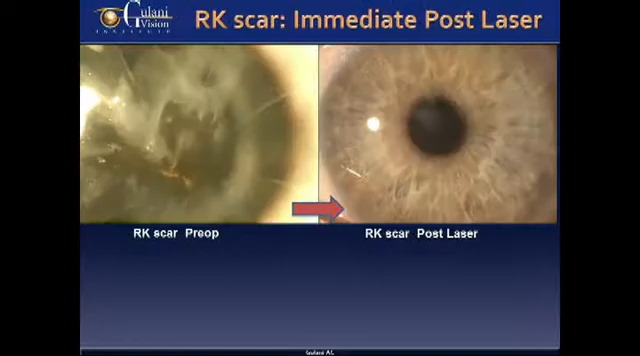 Gulani
Vision
INSTITUTE
RK scar: Immediate Post Laser
RK scar Preop
RK scar Post Laser
Gulani AC